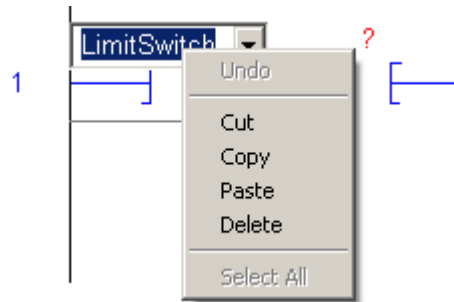 LimitSwitch
?
1
Undo
Cut
Copy
Paste
Delete
Select All